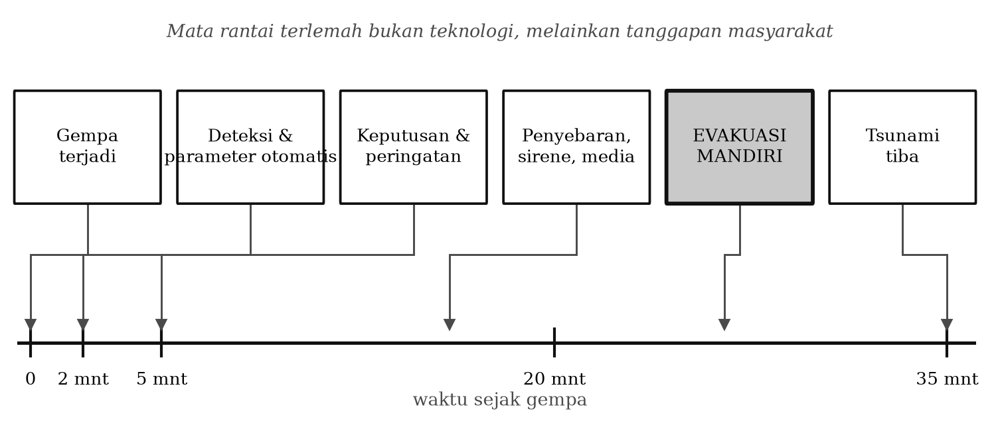 Mata rantai terlemah bukan teknologi, melainkan tanggapan masyarakat
Gempa
terjadi
Deteksi &
parameter otomatis
Keputusan &
peringatan
Penyebaran,
sirene, media
EVAKUASI
MANDIRI
Tsunami
tiba
0
2 mnt
5 mnt
20 mnt
35 mnt
waktu sejak gempa